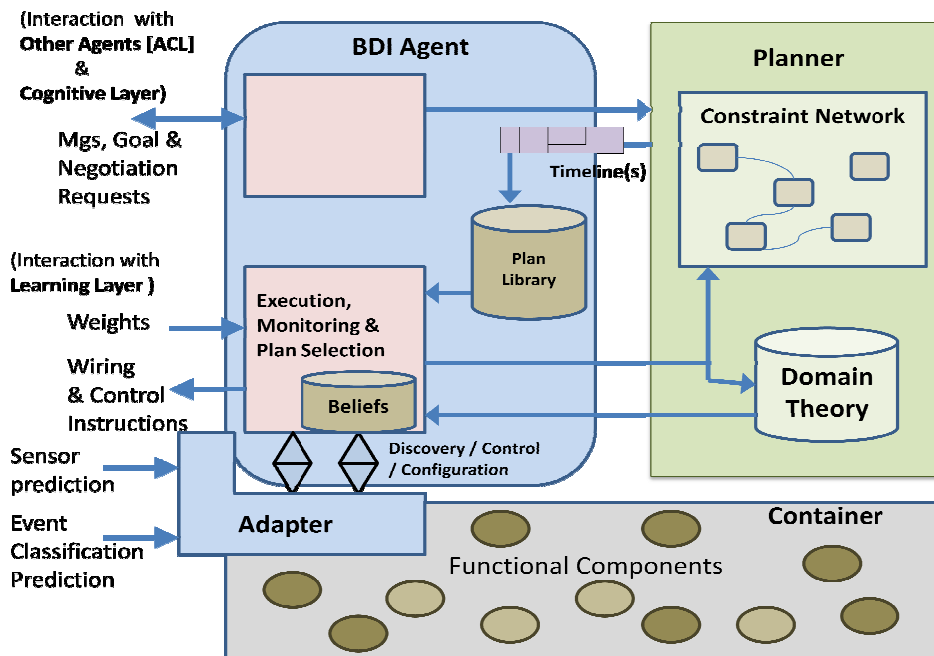 (Interaction with
Other Agents [ACL]
&
Cognitive Layer)
Mgs, Goal &
Negotiation
Requests
BDI Agent
Planner
Constraint Network
Timeline(s)
Plan
Library
(Interaction with
Learning Layer )
Weights
Wiring
& Control
Instructions
Execution,
Monitoring &
Plan Selection
Beliefs
Domain
Theory
Discovery / Control
/ Configuration
Sensor
prediction
Event
Classification
Prediction
Adapter
Container
Functional Components